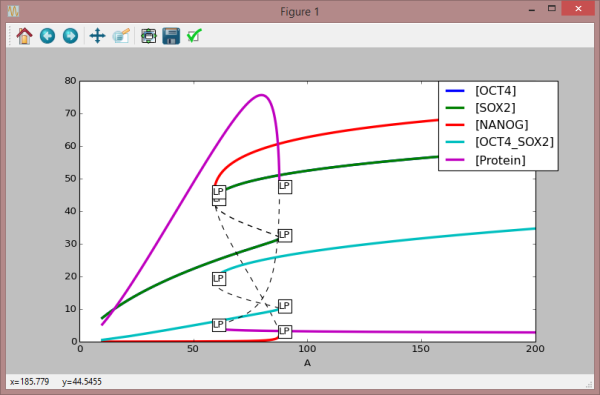 Figure 1
80
70
60
50
40
30
20
10
0
0
50
100
150
200
A
[OCT4]
[SOX2]
[NANOG]
[OCT4_SOX2]
[Protein]
LP
LP
LP
LP
LP
LP
LP
LP
LP
x=185.779 y=44.5455